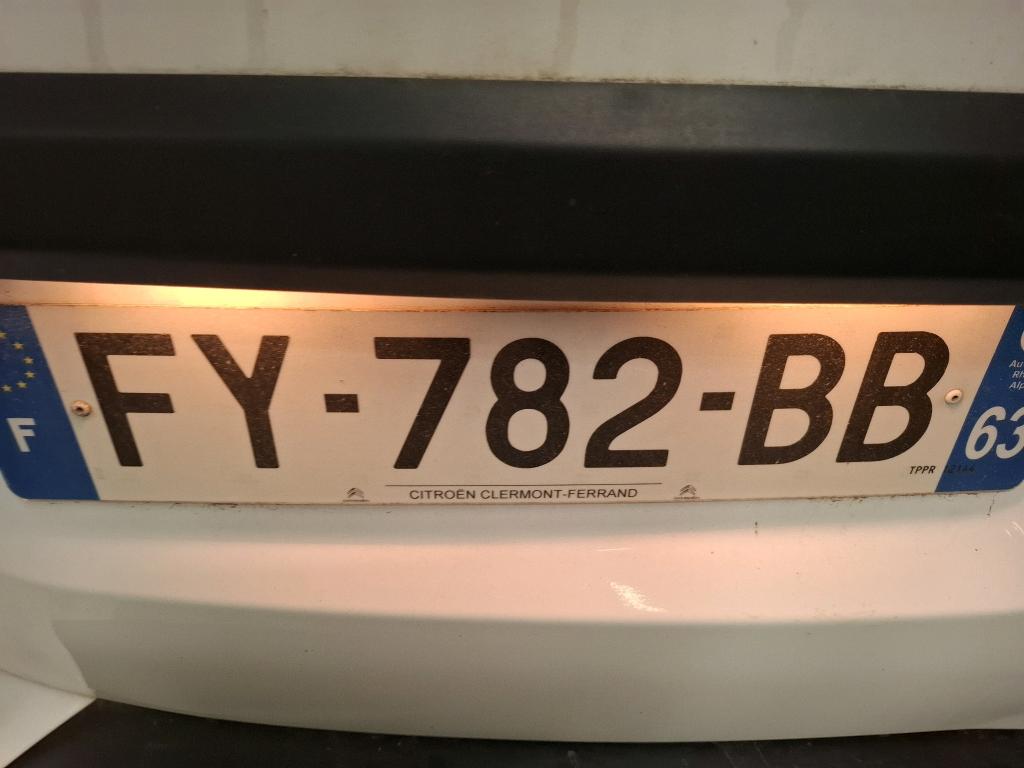 F
FY-782-BB
63
TPPR
CITROËN CLERMONT-FERRAND